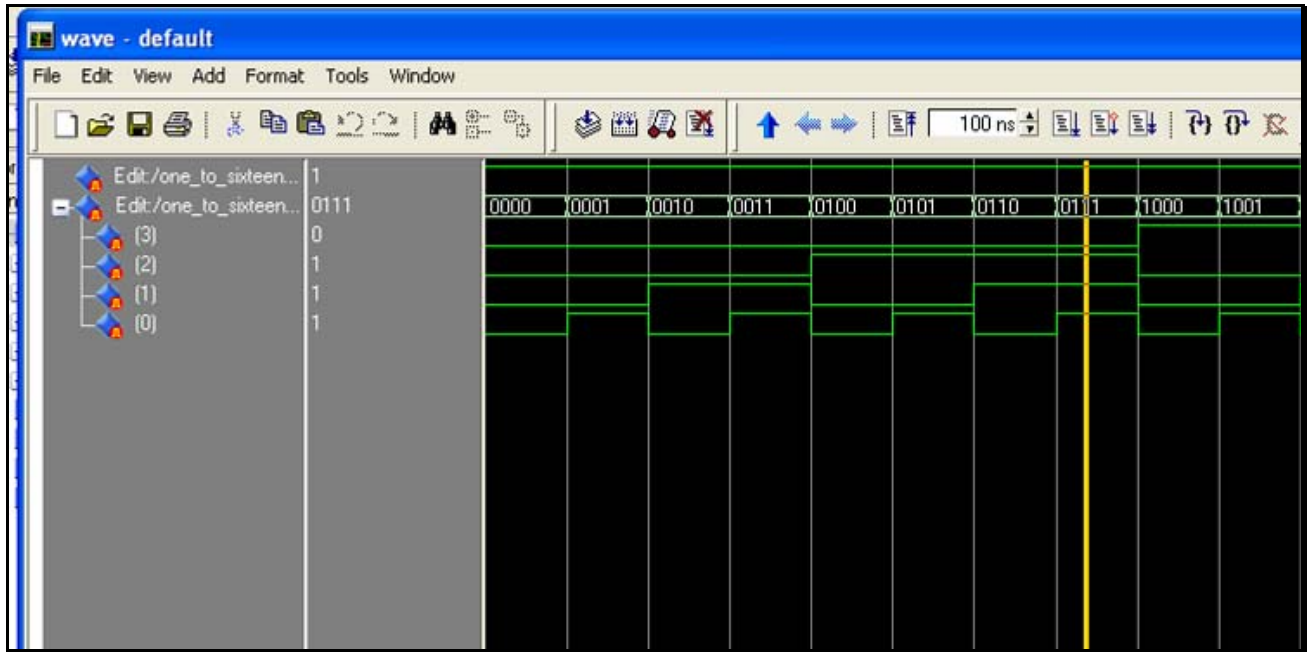 wave - default
File Edit View Add Format Tools Window
100 ns
Edit:/one_to_sixteen... 1
Edit:/one_to_sixteen... 0111 0000 0001 0010 0011 0100 0101 0110 0111 1000 1001
(3) 0
(2) 1
(1) 1
(0) 1